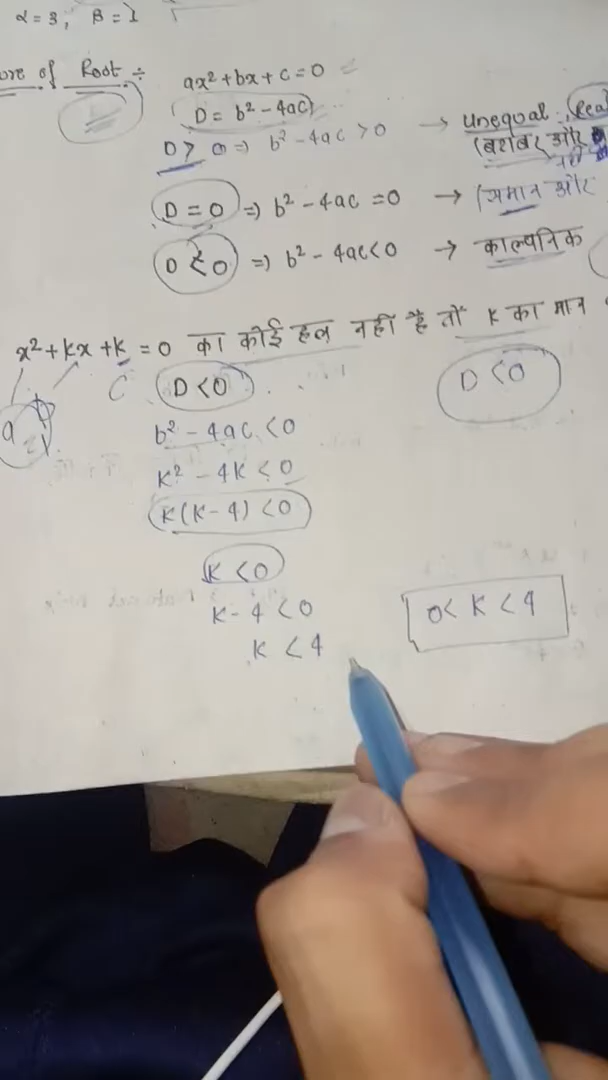 α = 3, β = 1
of Root ÷
ax² + bx + c = 0
D = b² - 4ac
D > 0 => b² - 4ac > 0 → Unequal, Real
(बराबर और
नहीं
D = 0 => b² - 4ac = 0 → (समान और
D < 0 => b² - 4ac < 0 → काल्पनिक
x² + kx + k = 0 का कोई हल नहीं है तो k का मान
a b c D < 0 D < 0
=1
b² - 4ac < 0
k² - 4k < 0
k(k - 4) < 0
k < 0
k - 4 < 0 0 < k < 4
k < 4